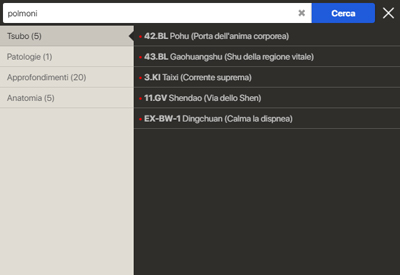 polmoni
Cerca
Tsubo (5)
Patologie (1)
Approfondimenti (20)
Anatomia (5)
42.BL Pohu (Porta dell'anima corporea)
43.BL Gaohuangshu (Shu della regione vitale)
3.KI Taixi (Corrente suprema)
11.GV Shendao (Via dello Shen)
EX-BW-1 Dingchuan (Calma la dispnea)